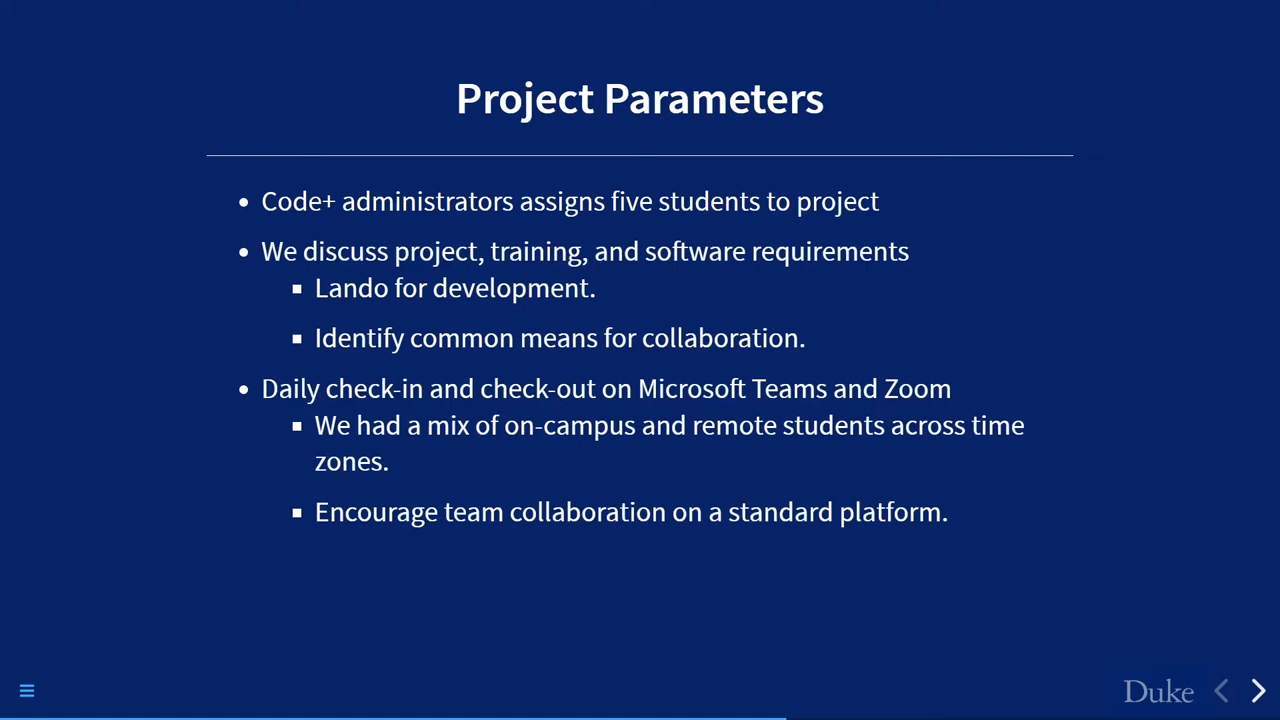 Project Parameters
• Code+ administrators assigns five students to project
• We discuss project, training, and software requirements
▪ Lando for development.
▪ Identify common means for collaboration.
• Daily check-in and check-out on Microsoft Teams and Zoom
▪ We had a mix of on-campus and remote students across time
zones.
▪ Encourage team collaboration on a standard platform.
Duke